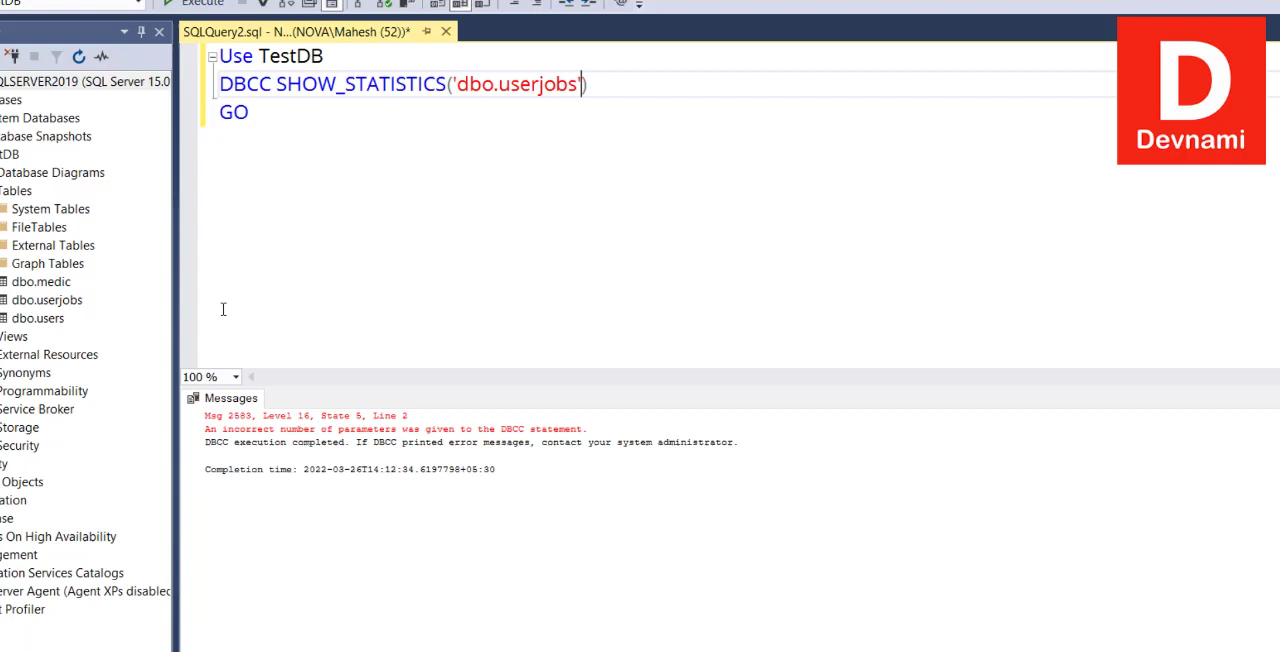 tDB
Execute
SQLQuery2.sql - N...(NOVA\Mahesh (52))*
QLSERVER2019 (SQL Server 15.0
ases
tem Databases
abase Snapshots
tDB
Database Diagrams
Tables
System Tables
FileTables
External Tables
Graph Tables
dbo.medic
dbo.userjobs
dbo.users
Views
External Resources
Synonyms
Programmability
Service Broker
Storage
Security
ty
Objects
ation
se
s On High Availability
gement
ation Services Catalogs
erver Agent (Agent XPs disabled
t Profiler
Use TestDB
DBCC SHOW_STATISTICS('dbo.userjobs')
GO
D
Devnami
100 %
Messages
Msg 2583, Level 16, State 5, Line 2
An incorrect number of parameters was given to the DBCC statement.
DBCC execution completed. If DBCC printed error messages, contact your system administrator.
Completion time: 2022-03-26T14:12:34.6197798+05:30